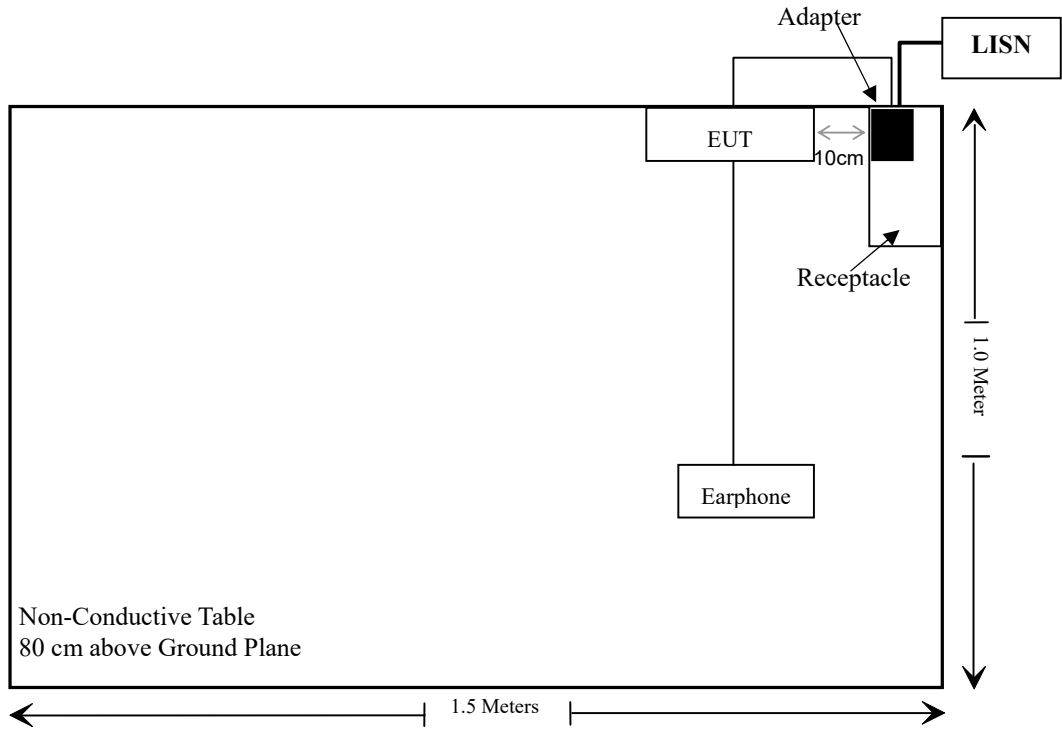 Adapter
LISN
EUT
10cm
Receptacle
1.0 Meter
Earphone
Non-Conductive Table
80 cm above Ground Plane
1.5 Meters